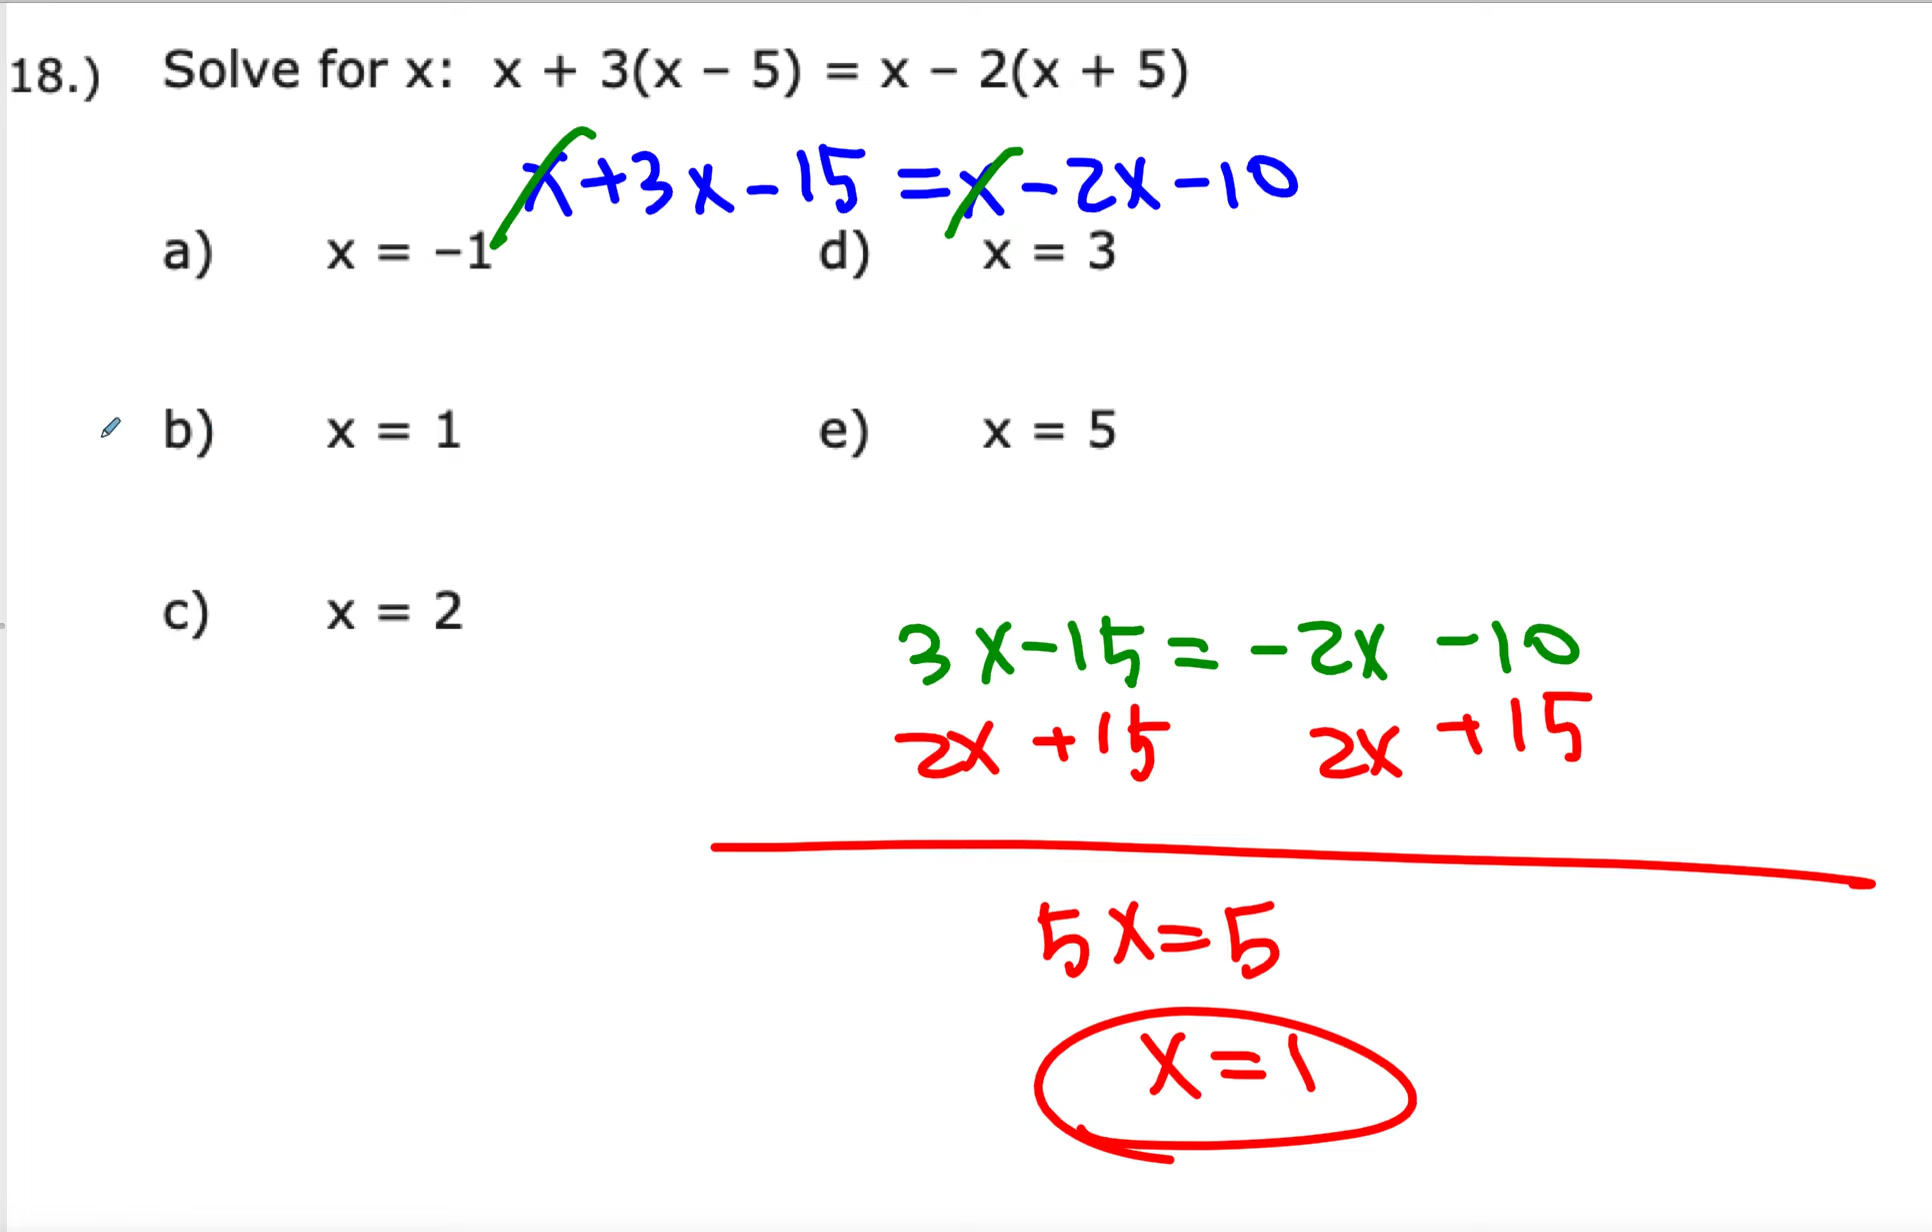 18.) Solve for x: x + 3(x − 5) = x − 2(x + 5)
x+3x-15=x-2x-10
a) x = −1
d) x = 3
b) x = 1
e) x = 5
c) x = 2
3x-15=-2x-10
2x+15 2x+15
5x=5
x=1